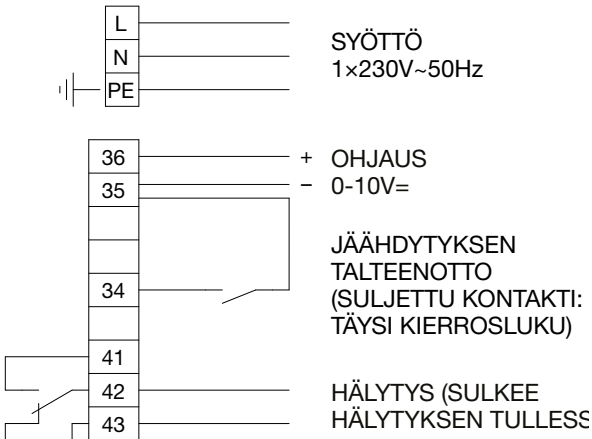 L
N
PE
SYÖTTÖ
1×230V~50Hz
36
+ OHJAUS
35
− 0-10V=
JÄÄHDYTYKSEN
TALTEENOTTO
34
(SULJETTU KONTAKTI:
TÄYSI KIERROSLUKU)
41
42
HÄLYTYS (SULKEE
43
HÄLYTYKSEN